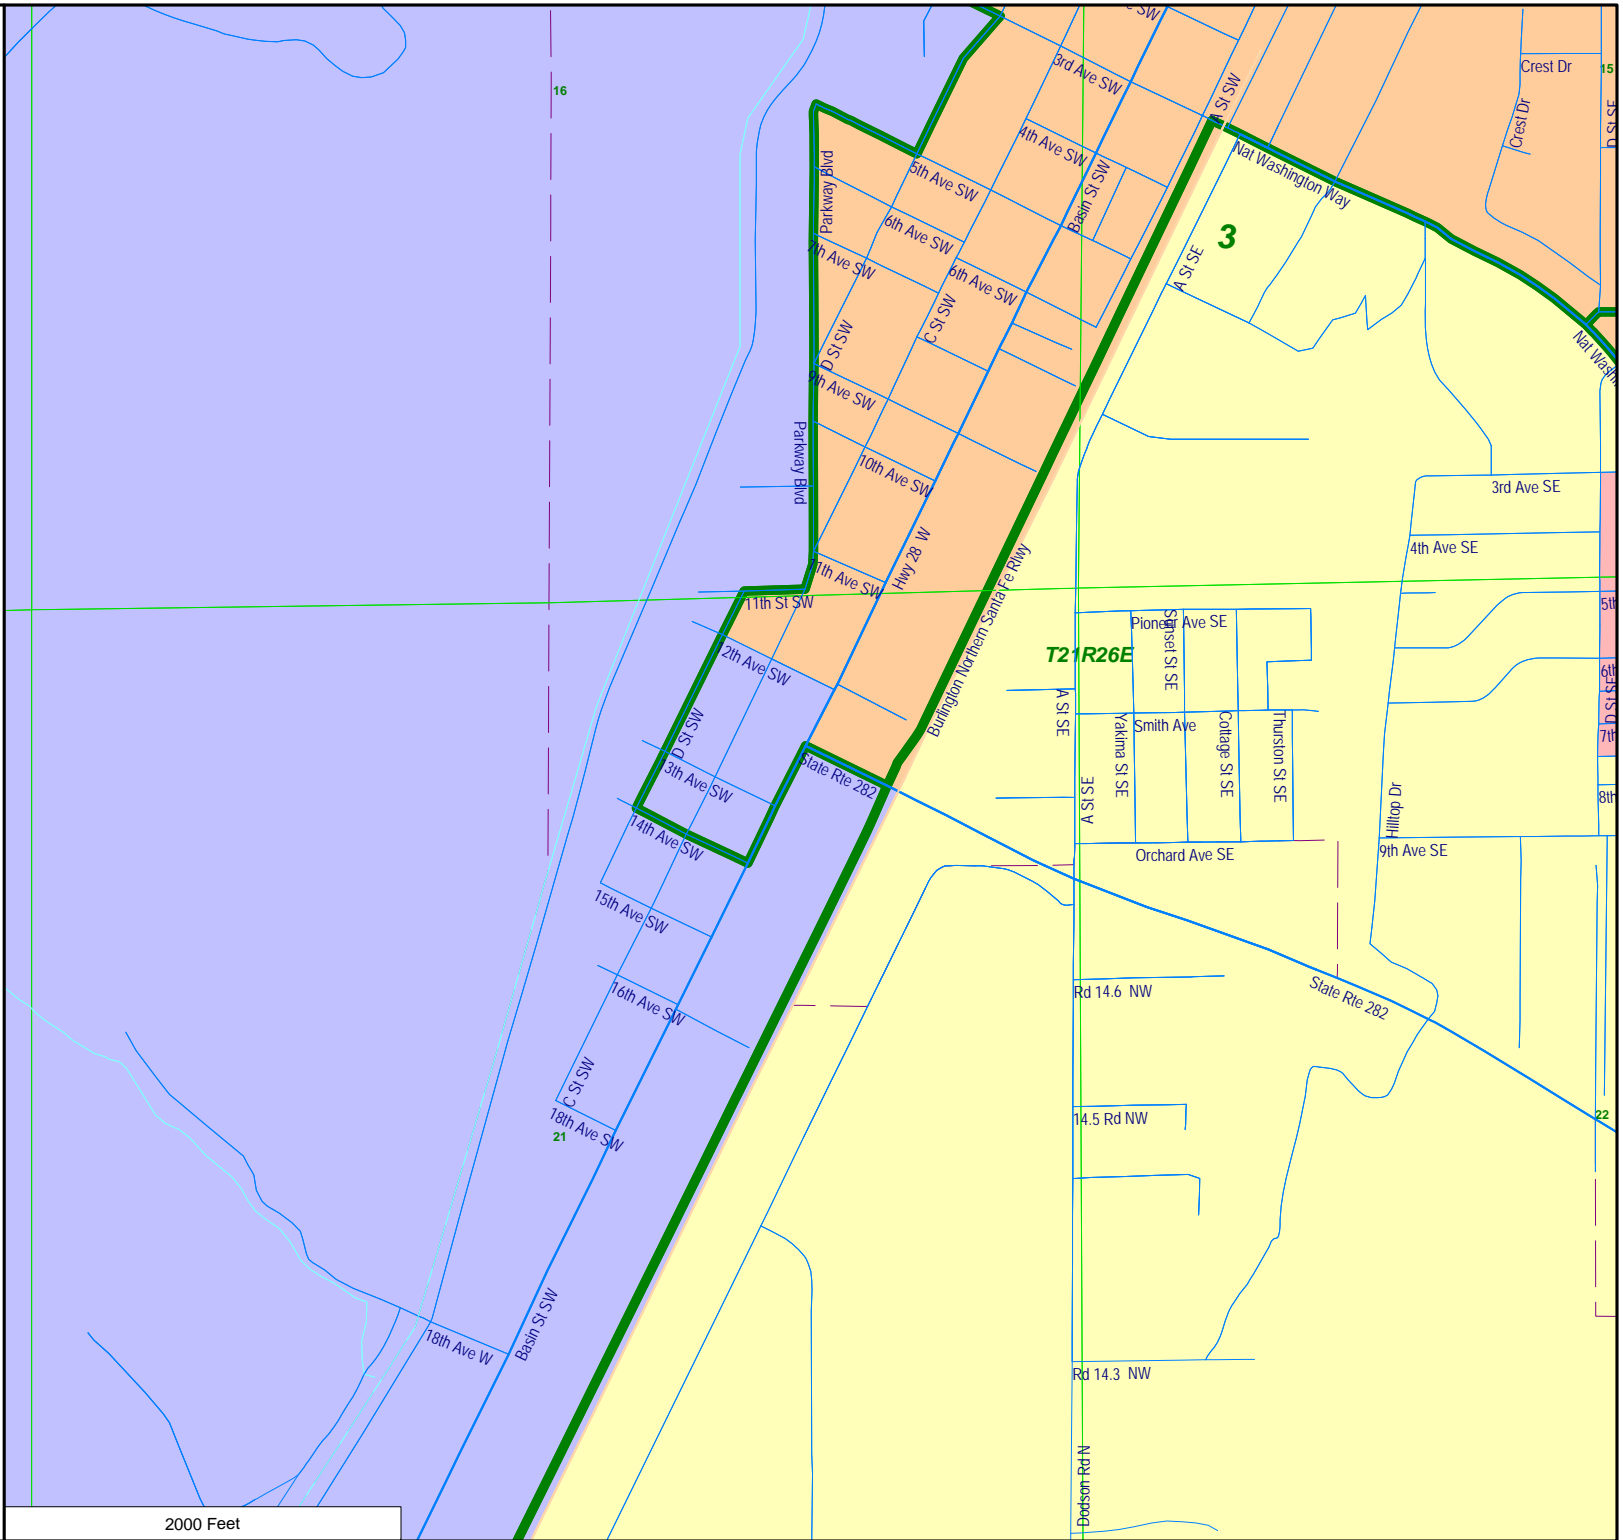 SW
3rd Ave SW
A St SW
Crest Dr
15
16
Crest Dr
D St SE
4th Ave SW
Nat Washington Way
Parkway Blvd
5th Ave SW
Basin St SW
6th Ave SW
3
7th Ave SW
6th Ave SW
A St SE
D St SW
C St SW
9th Ave SW
Parkway Blvd
10th Ave SW
3rd Ave SE
Hwy 28 W
4th Ave SE
11th Ave SW
Burlington Northern Santa Fe Rlwy
11th St SW
5th
Pioneer Ave SE
Sunset St SE
T21R26E
12th Ave SW
6th
A St SE
D St SE
D St SW
Yakima St SE
Smith Ave
Cottage St SE
Thurston St SE
7th
State Rte 282
13th Ave SW
A St SE
Hilltop Dr
8th
14th Ave SW
Orchard Ave SE
9th Ave SE
15th Ave SW
16th Ave SW
Rd 14.6 NW
State Rte 282
C St SW
18th Ave SW
14.5 Rd NW
22
21
18th Ave W
Basin St SW
Rd 14.3 NW
Dodson Rd N
2000 Feet